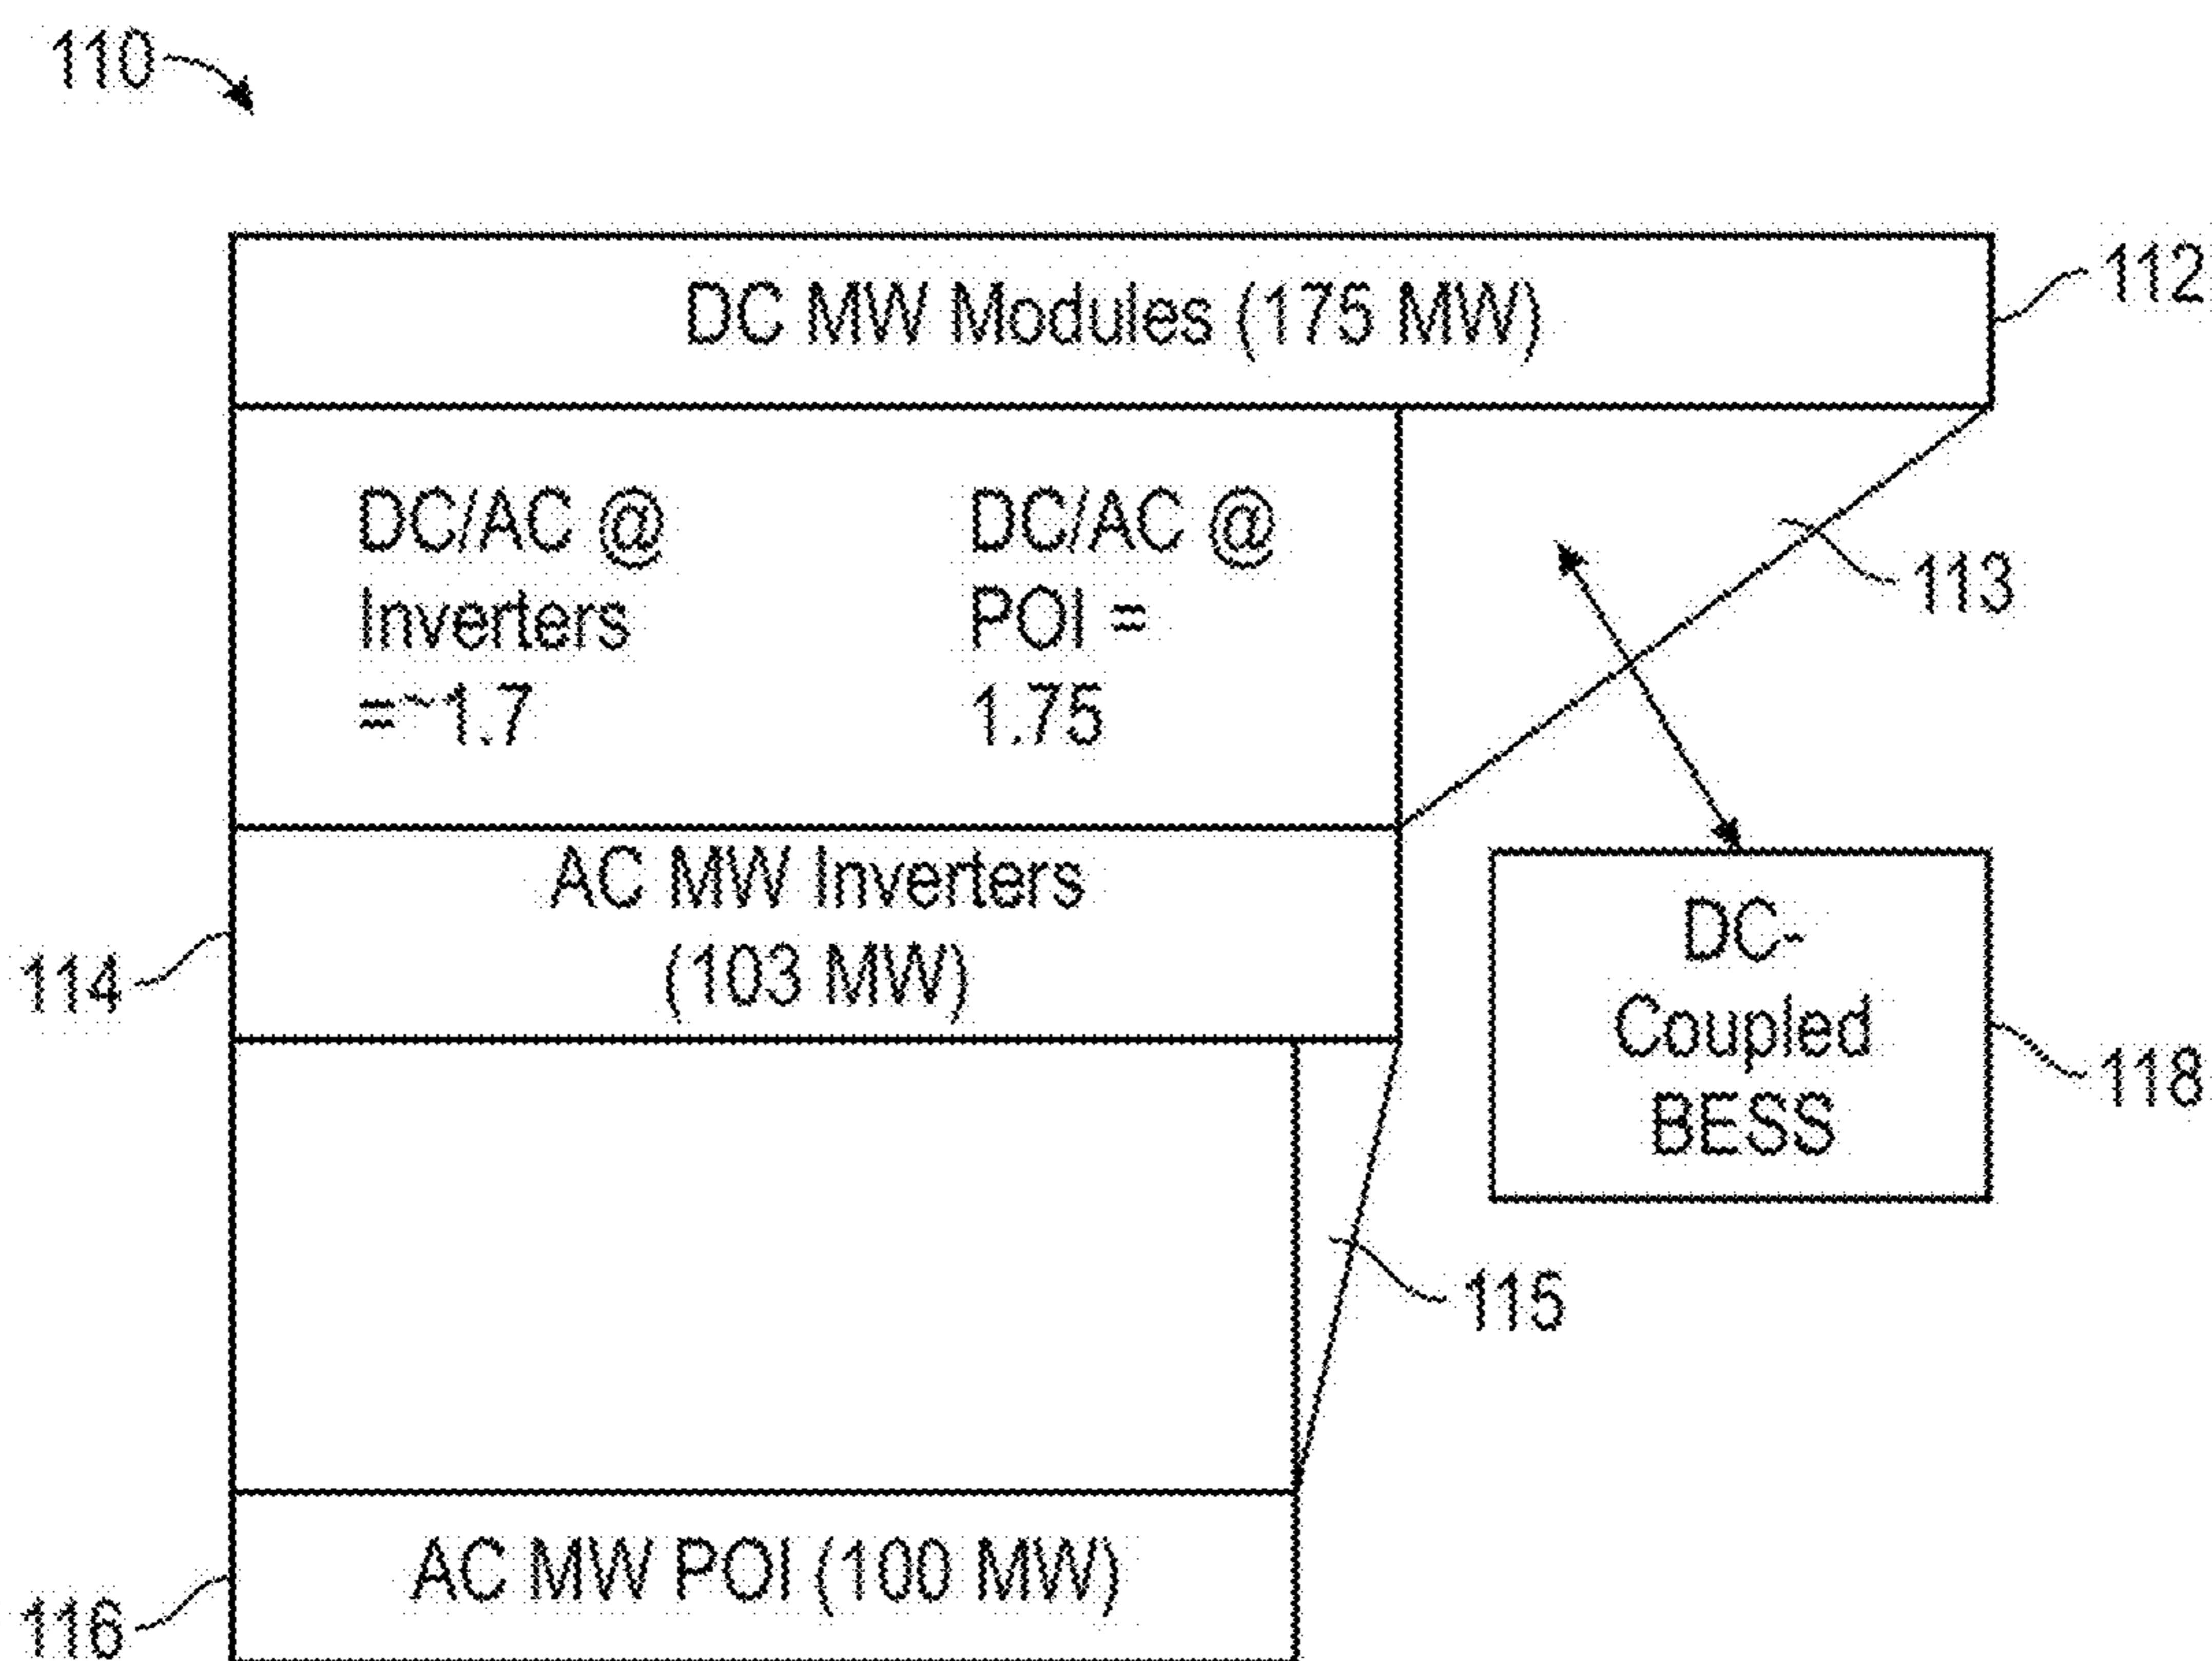 110
DC MW Modules (175 MW)
112
DC/AC @
Inverters
=~1.7
DC/AC @
POI =
1.75
113
AC MW Inverters
(103 MW)
114
DC-
Coupled
BESS
118
115
AC MW POI (100 MW)
116